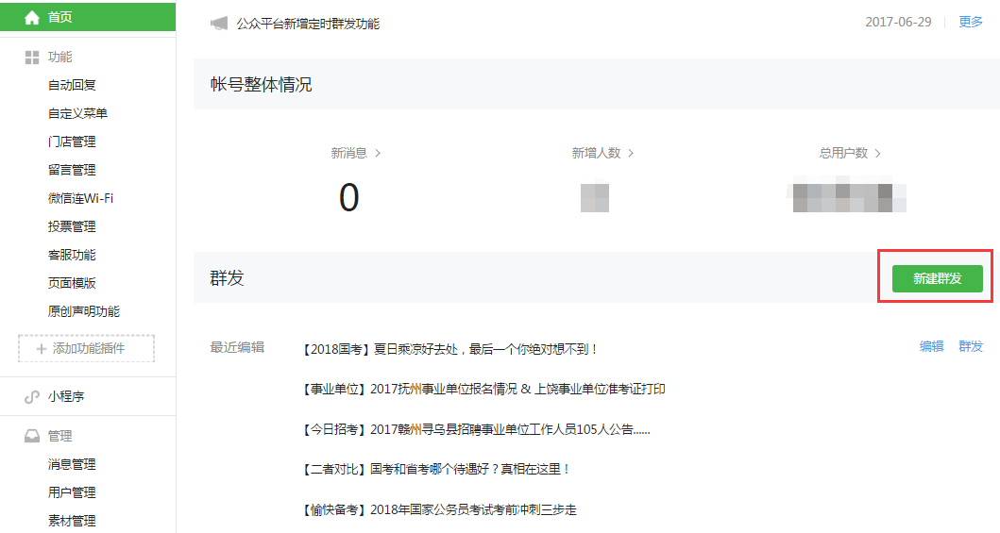 首页
功能
自动回复
自定义菜单
门店管理
留言管理
微信连Wi-Fi
投票管理
客服功能
页面模版
原创声明功能
添加功能插件
小程序
管理
消息管理
用户管理
素材管理
公众平台新增定时群发功能 2017-06-29 更多
帐号整体情况
新消息 新增人数 总用户数
0
群发 新建群发
最近编辑 【2018国考】夏日乘凉好去处，最后一个你绝对想不到！ 编辑 群发
【事业单位】2017抚州事业单位报名情况 & 上饶事业单位准考证打印
【今日招考】2017赣州寻乌县招聘事业单位工作人员105人公告......
【二者对比】国考和省考哪个待遇好？真相在这里！
【愉快备考】2018年国家公务员考试考前冲刺三步走